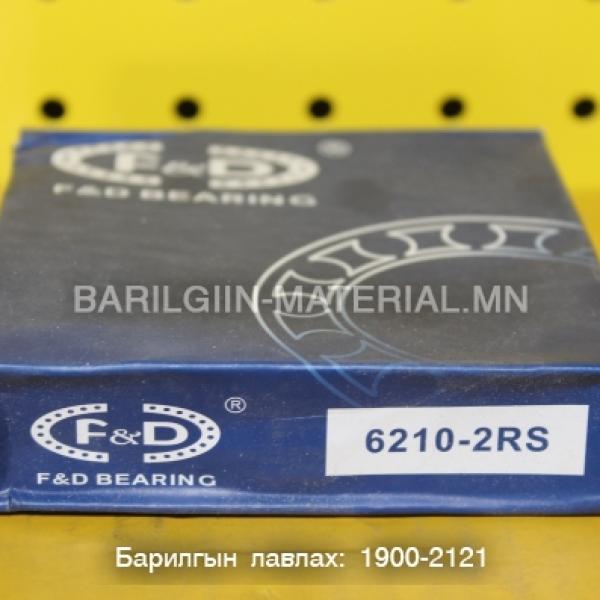 F&D ®
F&D BEARING
BARILGIIN-MATERIAL.MN
F&D ®
F&D BEARING
6210-2RS
Барилгын лавлах: 1900-2121